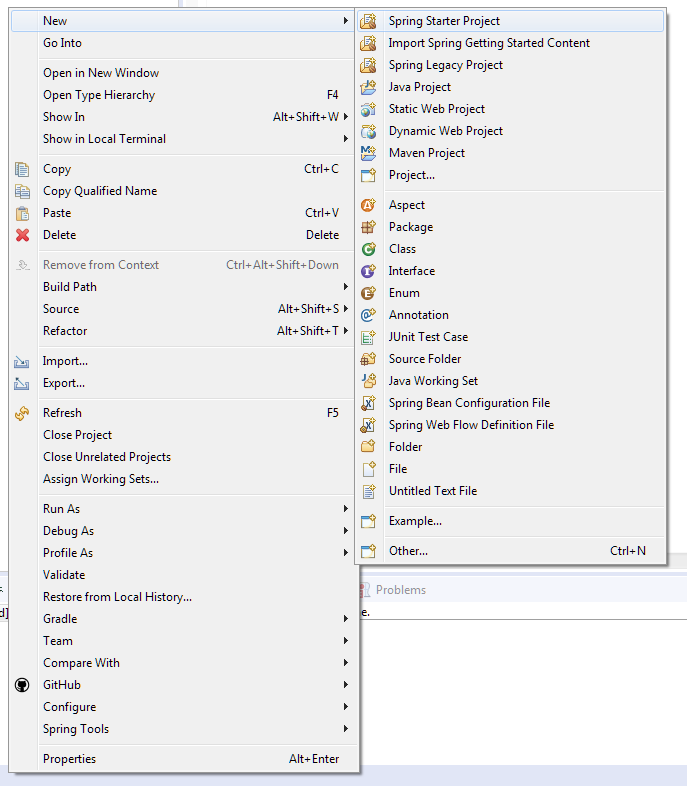 New
Go Into
Open in New Window
Open Type Hierarchy F4
Show In Alt+Shift+W
Show in Local Terminal
Copy Ctrl+C
Copy Qualified Name
Paste Ctrl+V
Delete Delete
Remove from Context Ctrl+Alt+Shift+Down
Build Path
Source Alt+Shift+S
Refactor Alt+Shift+T
Import...
Export...
Refresh F5
Close Project
Close Unrelated Projects
Assign Working Sets...
Run As
Debug As
Profile As
Validate
Restore from Local History...
Gradle
Team
Compare With
GitHub
Configure
Spring Tools
Properties Alt+Enter
Spring Starter Project
Import Spring Getting Started Content
Spring Legacy Project
Java Project
Static Web Project
Dynamic Web Project
Maven Project
Project...
Aspect
Package
Class
Interface
Enum
Annotation
JUnit Test Case
Source Folder
Java Working Set
Spring Bean Configuration File
Spring Web Flow Definition File
Folder
File
Untitled Text File
Example...
Other... Ctrl+N
Problems
d]
e.